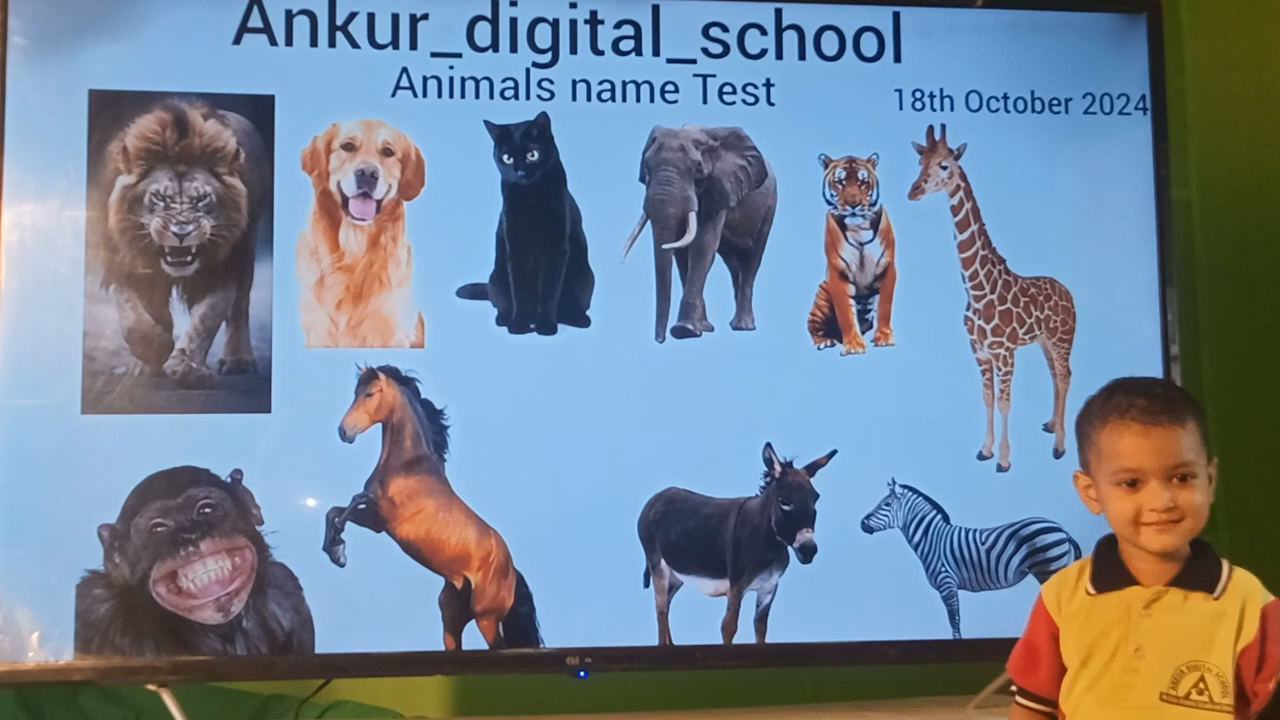 Ankur_digital_school
Animals name Test
18th October 2024